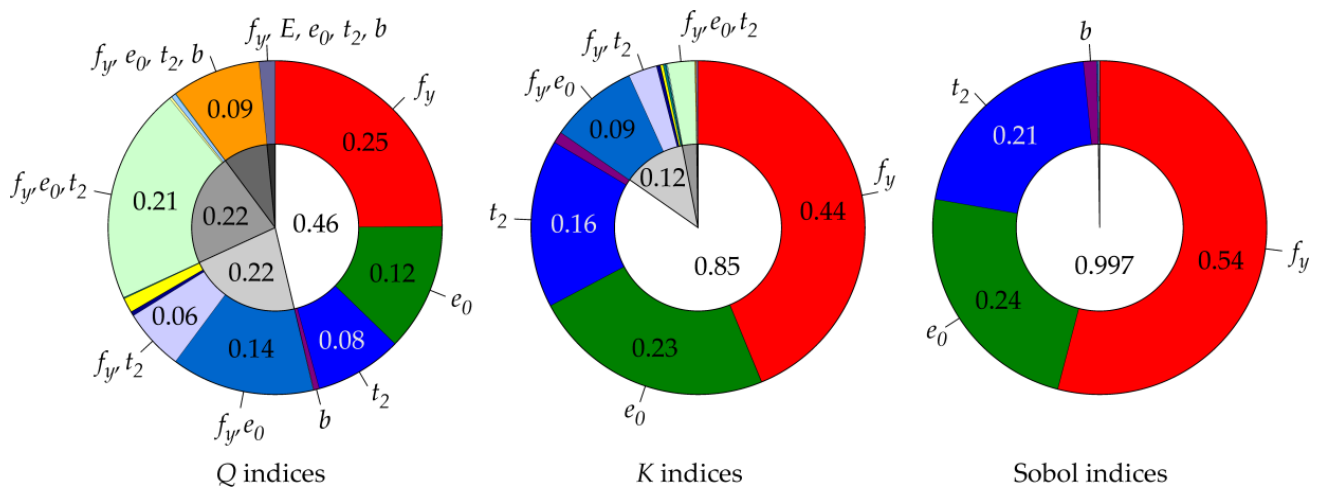 f_y, e_0, t_2, b
f_y, E, e_0, t_2, b
f_y
0.09
0.25
f_y, e_0, t_2
0.21
0.22
0.46
0.22
0.12
e_0
0.06
0.14
0.08
f_y, t_2
f_y, e_0
b
t_2
Q indices
f_y, t_2
f_y, e_0, t_2
f_y, e_0
0.09
0.12
f_y
0.44
t_2
0.16
0.85
0.23
e_0
K indices
b
t_2
0.21
0.997
0.54
f_y
0.24
e_0
Sobol indices